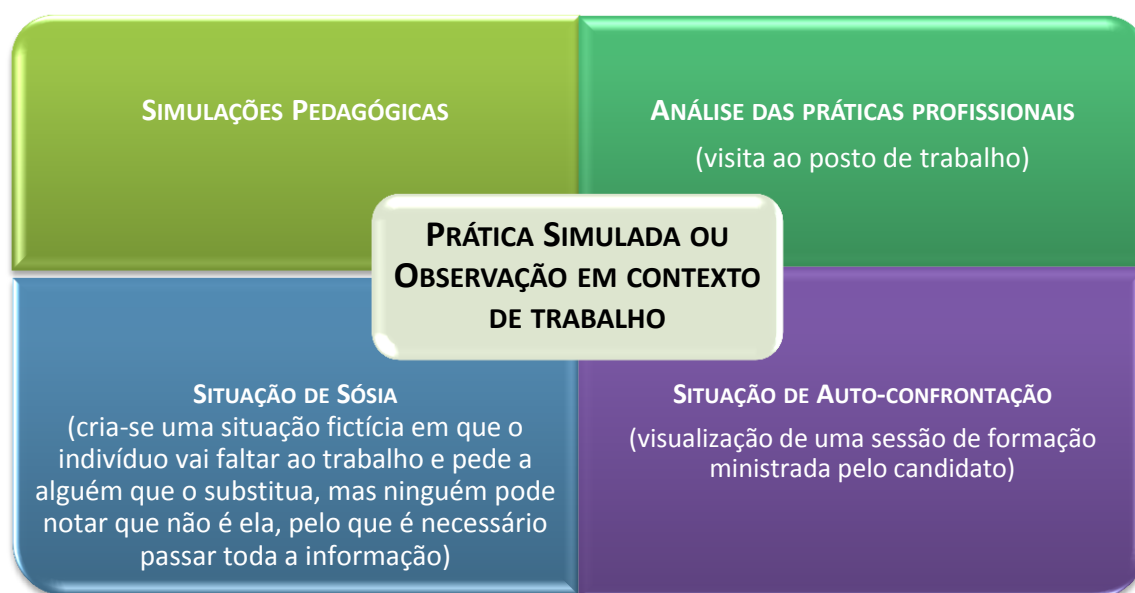 SIMULAÇÕES PEDAGÓGICAS
ANÁLISE DAS PRÁTICAS PROFISSIONAIS
(visita ao posto de trabalho)
PRÁTICA SIMULADA OU
OBSERVAÇÃO EM CONTEXTO
DE TRABALHO
SITUAÇÃO DE SÓSIA
(cria-se uma situação fictícia em que o
indivíduo vai faltar ao trabalho e pede a
alguém que o substitua, mas ninguém pode
notar que não é ela, pelo que é necessário
passar toda a informação)
SITUAÇÃO DE AUTO-CONFRONTAÇÃO
(visualização de uma sessão de formação
ministrada pelo candidato)